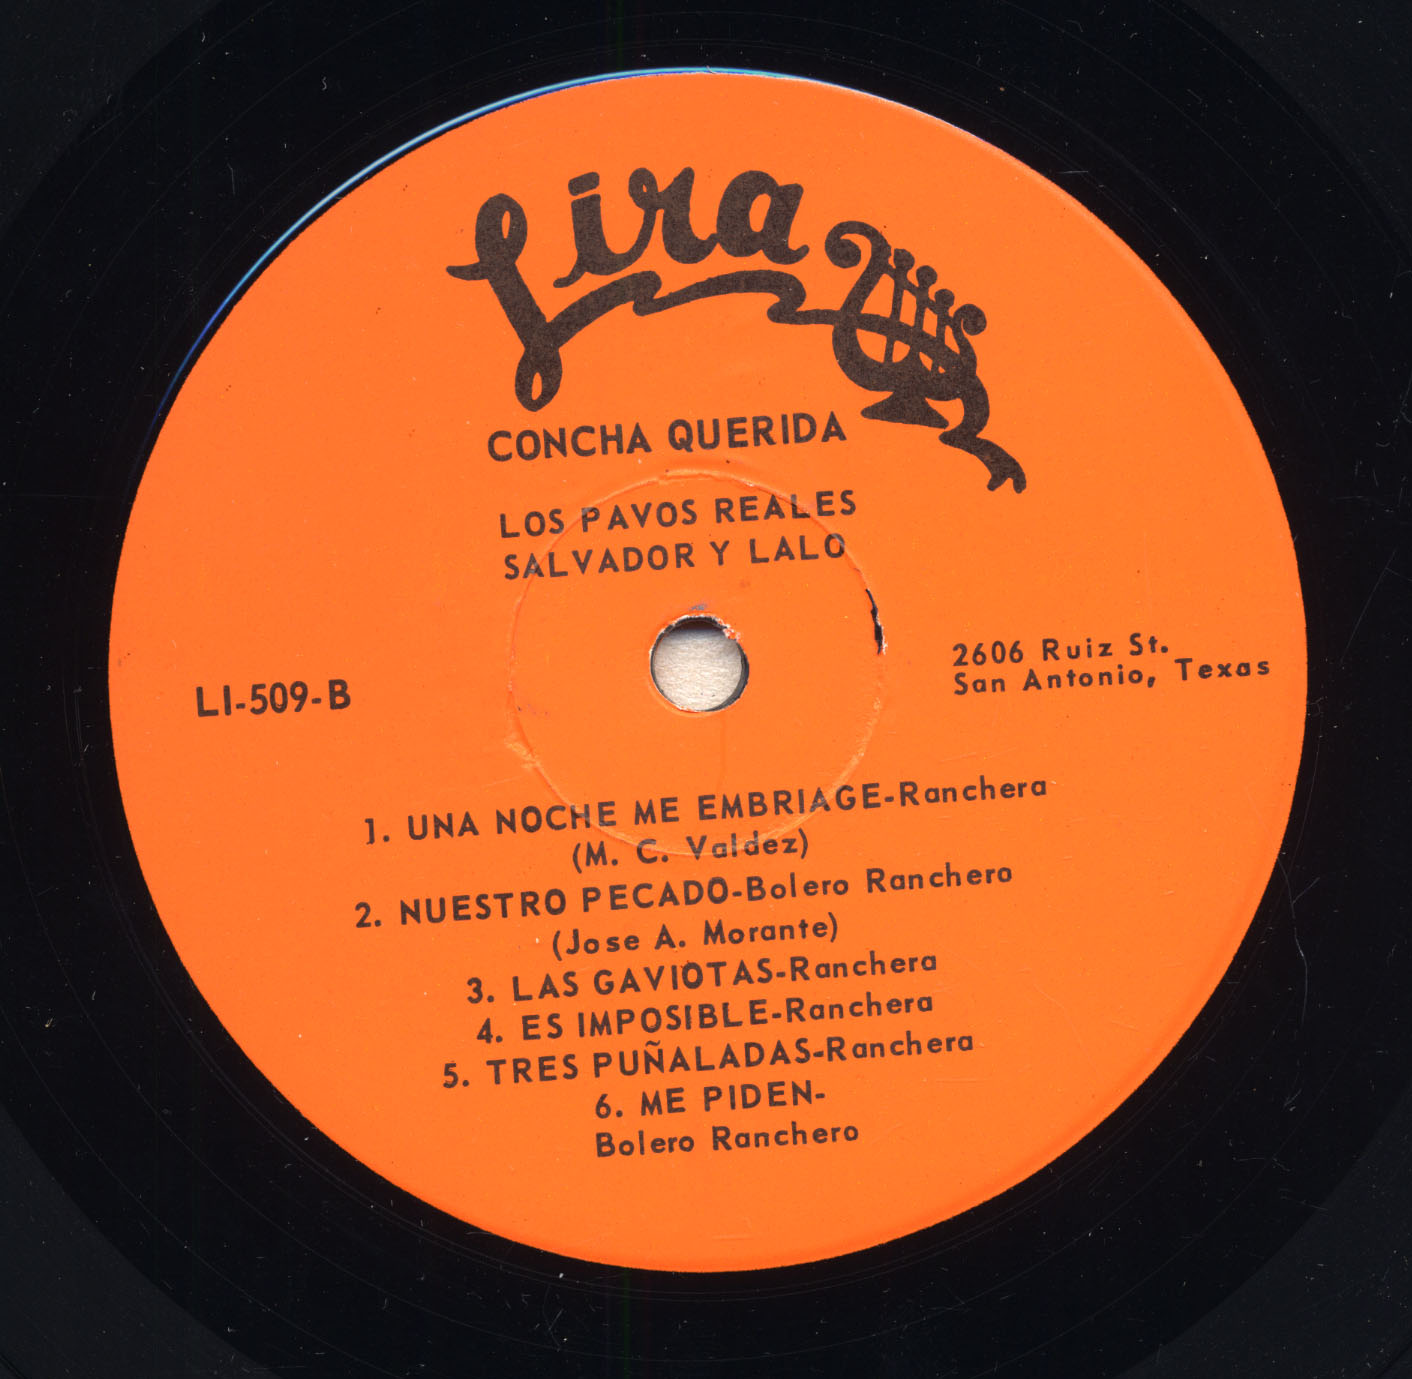 Lira
CONCHA QUERIDA
LOS PAVOS REALES
SALVADOR Y LALO
LI-509-B
2606 Ruiz St.
San Antonio, Texas
1. UNA NOCHE ME EMBRIAGE-Ranchera
(M. C. Valdez)
2. NUESTRO PECADO-Bolero Ranchero
(Jose A. Morante)
3. LAS GAVIOTAS-Ranchera
4. ES IMPOSIBLE-Ranchera
5. TRES PUÑALADAS-Ranchera
6. ME PIDEN-
Bolero Ranchero